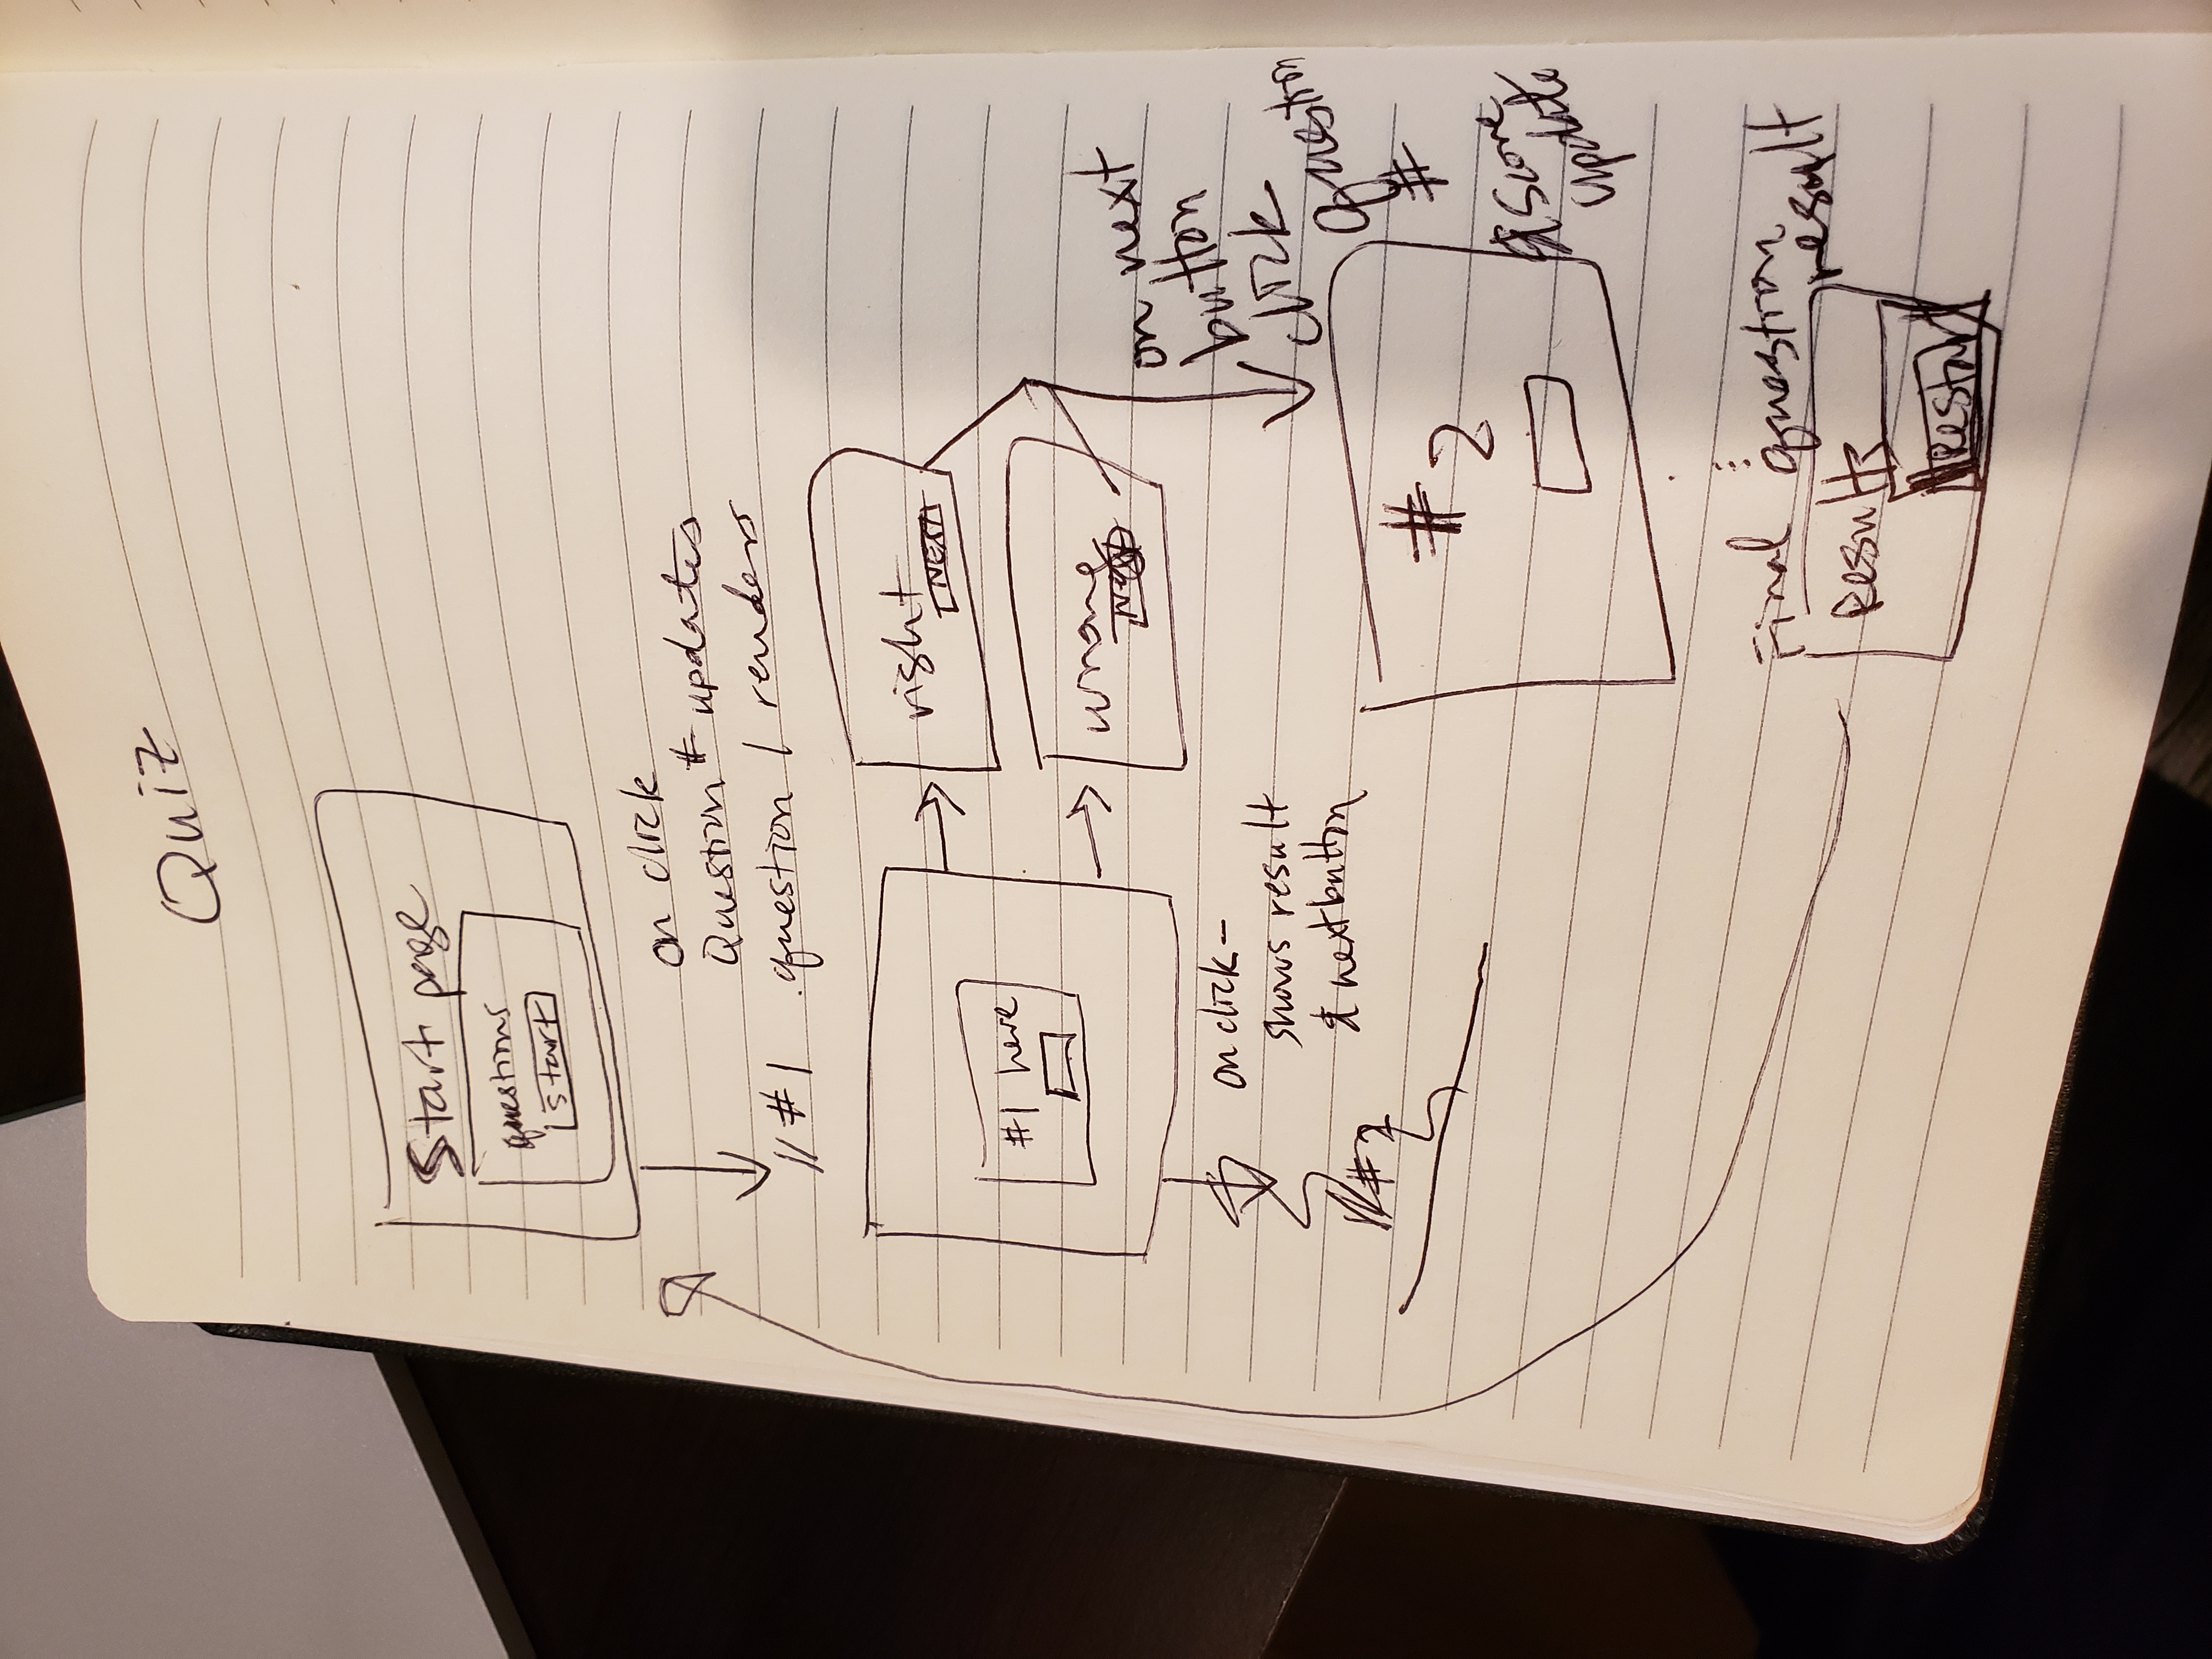 Quiz
Start page
questions
start
on click
Question # updates
// #1 question 1 renders
#1 here
right
NEXT
wrong
Next
on click -
shows result
& next button
// #2
on next
button
click
question
#
& score
update
#2
Final question
result
Results
Restart